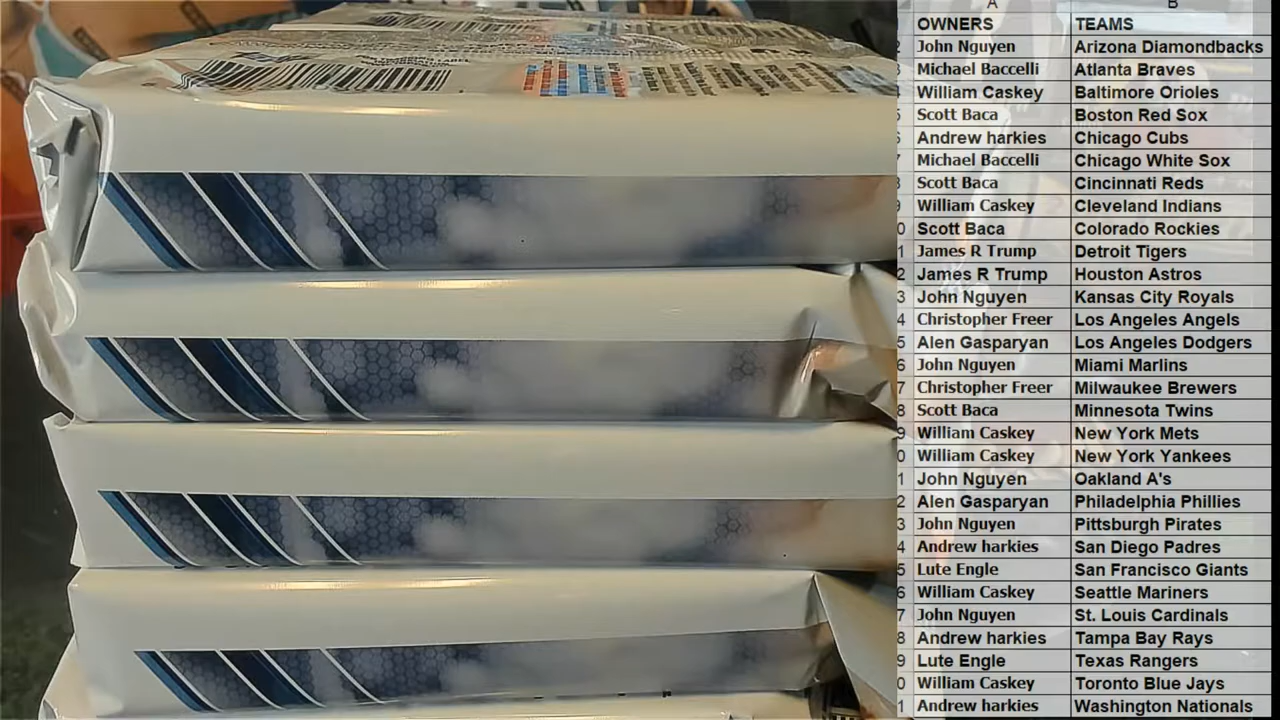 A B
OWNERS TEAMS
John Nguyen Arizona Diamondbacks
Michael Baccelli Atlanta Braves
William Caskey Baltimore Orioles
Scott Baca Boston Red Sox
Andrew harkies Chicago Cubs
Michael Baccelli Chicago White Sox
Scott Baca Cincinnati Reds
William Caskey Cleveland Indians
Scott Baca Colorado Rockies
James R Trump Detroit Tigers
James R Trump Houston Astros
John Nguyen Kansas City Royals
Christopher Freer Los Angeles Angels
Alen Gasparyan Los Angeles Dodgers
John Nguyen Miami Marlins
Christopher Freer Milwaukee Brewers
Scott Baca Minnesota Twins
William Caskey New York Mets
William Caskey New York Yankees
John Nguyen Oakland A's
Alen Gasparyan Philadelphia Phillies
John Nguyen Pittsburgh Pirates
Andrew harkies San Diego Padres
Lute Engle San Francisco Giants
William Caskey Seattle Mariners
John Nguyen St. Louis Cardinals
Andrew harkies Tampa Bay Rays
Lute Engle Texas Rangers
William Caskey Toronto Blue Jays
Andrew harkies Washington Nationals